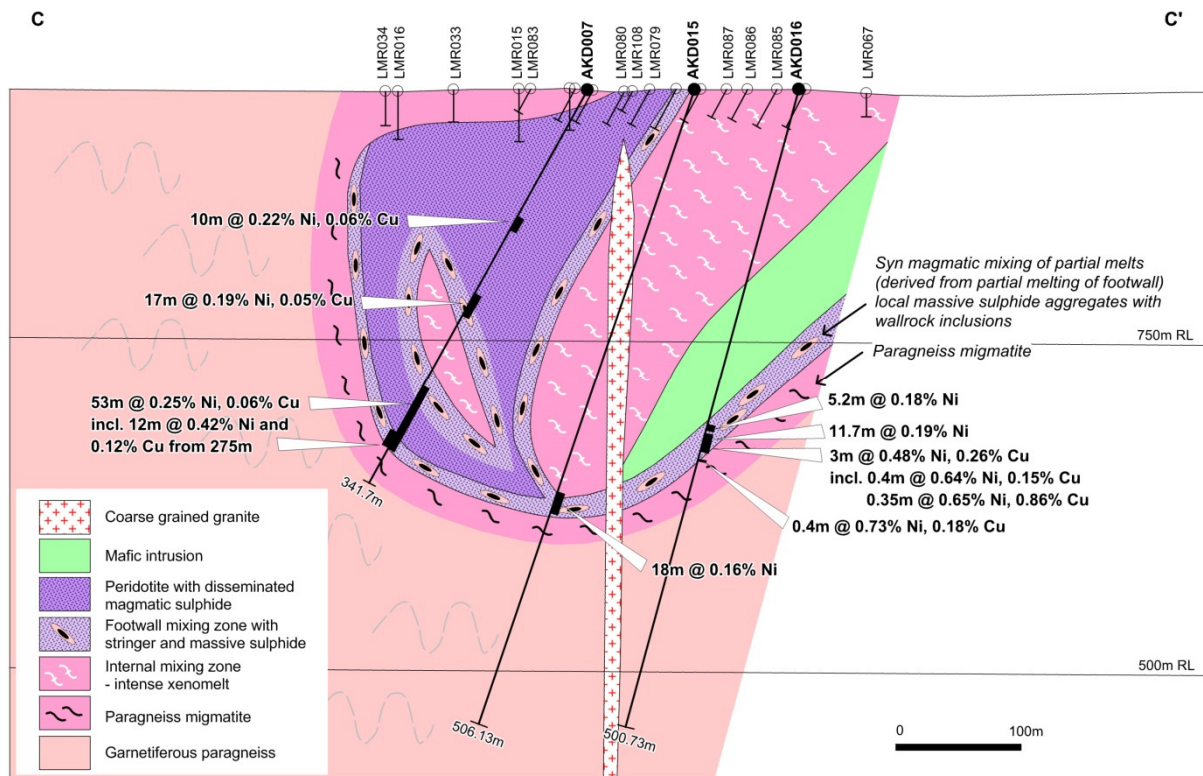 C
C'
LMR034
LMR016
LMR033
LMR015
LMR083
AKD007
LMR080
LMR108
LMR079
AKD015
LMR087
LMR086
LMR085
AKD016
LMR067
10m @ 0.22% Ni, 0.06% Cu
17m @ 0.19% Ni, 0.05% Cu
Syn magmatic mixing of partial melts
(derived from partial melting of footwall)
local massive sulphide aggregates with
wallrock inclusions
750m RL
Paragneiss migmatite
53m @ 0.25% Ni, 0.06% Cu
incl. 12m @ 0.42% Ni and
0.12% Cu from 275m
5.2m @ 0.18% Ni
11.7m @ 0.19% Ni
3m @ 0.48% Ni, 0.26% Cu
incl. 0.4m @ 0.64% Ni, 0.15% Cu
0.35m @ 0.65% Ni, 0.86% Cu
0.4m @ 0.73% Ni, 0.18% Cu
341.7m
18m @ 0.16% Ni
Coarse grained granite
Mafic intrusion
Peridotite with disseminated
magmatic sulphide
Footwall mixing zone with
stringer and massive sulphide
Internal mixing zone
- intense xenomelt
Paragneiss migmatite
Garnetiferous paragneiss
500m RL
506.13m
500.73m
0
100m